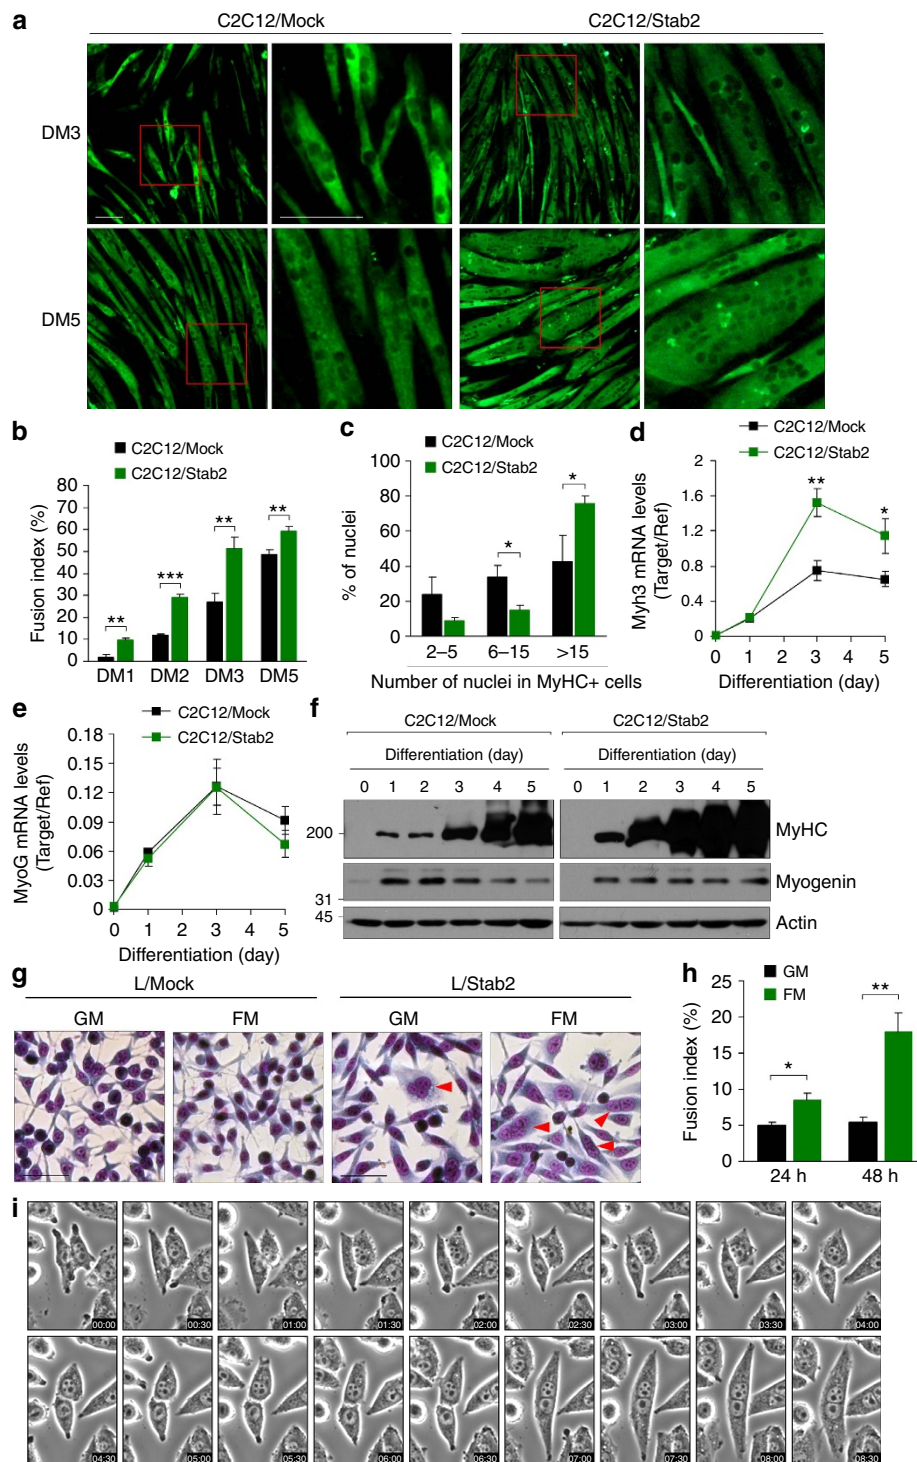 a
C2C12/Mock
C2C12/Stab2
DM3
DM5
b
C2C12/Mock
C2C12/Stab2
Fusion index (%)
80
70
60
50
40
30
20
10
0
**
***
**
**
DM1 DM2 DM3 DM5
c
C2C12/Mock
C2C12/Stab2
% of nuclei
100
80
60
40
20
0
*
*
2–5 6–15 >15
Number of nuclei in MyHC+ cells
d
C2C12/Mock
C2C12/Stab2
Myh3 mRNA levels
(Target/Ref)
2
1.6
1.2
0.8
0.4
0
**
*
0 1 2 3 4 5
Differentiation (day)
e
C2C12/Mock
C2C12/Stab2
MyoG mRNA levels
(Target/Ref)
0.18
0.15
0.12
0.09
0.06
0.03
0
0 1 2 3 4 5
Differentiation (day)
f
C2C12/Mock C2C12/Stab2
Differentiation (day) Differentiation (day)
0 1 2 3 4 5 0 1 2 3 4 5
200
MyHC
Myogenin
31
45
Actin
g
L/Mock L/Stab2
GM FM GM FM
h
GM
FM
Fusion index (%)
25
20
15
10
5
0
*
**
24 h 48 h
i
00:00 00:30 01:00 01:30 02:00 02:30 03:00 03:30 04:00
04:30 05:00 05:30 06:00 06:30 07:00 07:30 08:00 08:30